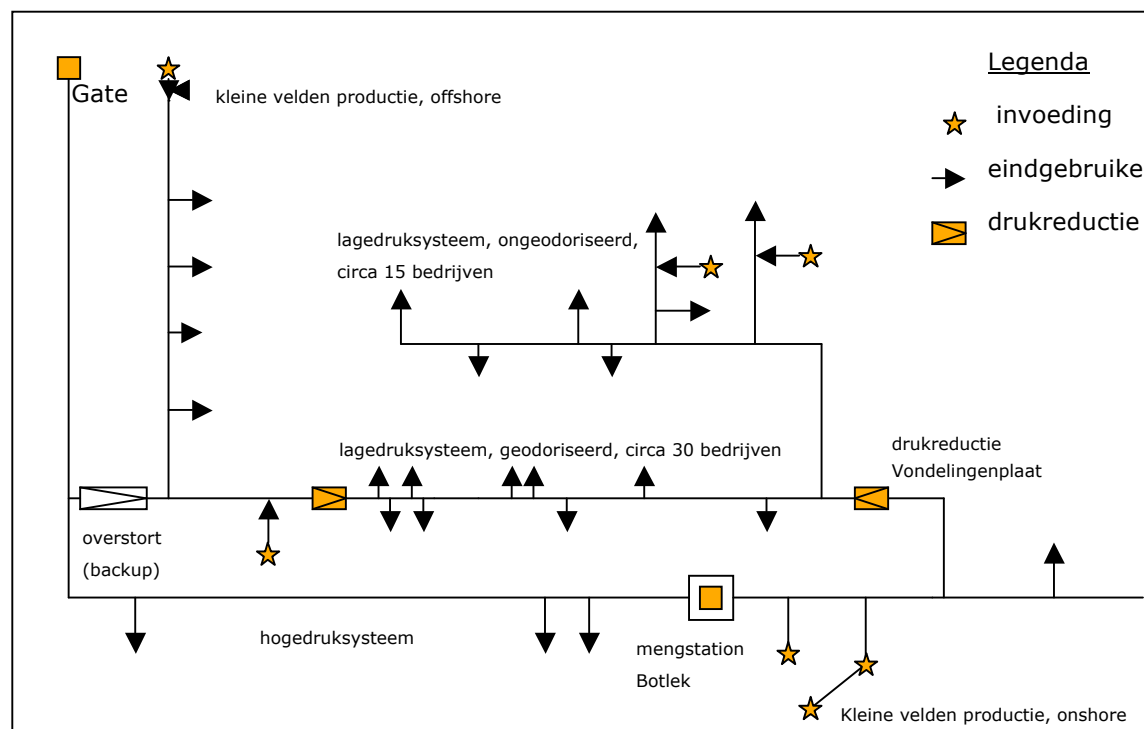 Gate
kleine velden productie, offshore
Legenda
invoeding
eindgebruike
drukreductie
lagedruksysteem, ongeodoriseerd,
circa 15 bedrijven
lagedruksysteem, geodoriseerd, circa 30 bedrijven
drukreductie
Vondelingenplaat
overstort
(backup)
hogedruksysteem
mengstation
Botlek
Kleine velden productie, onshore